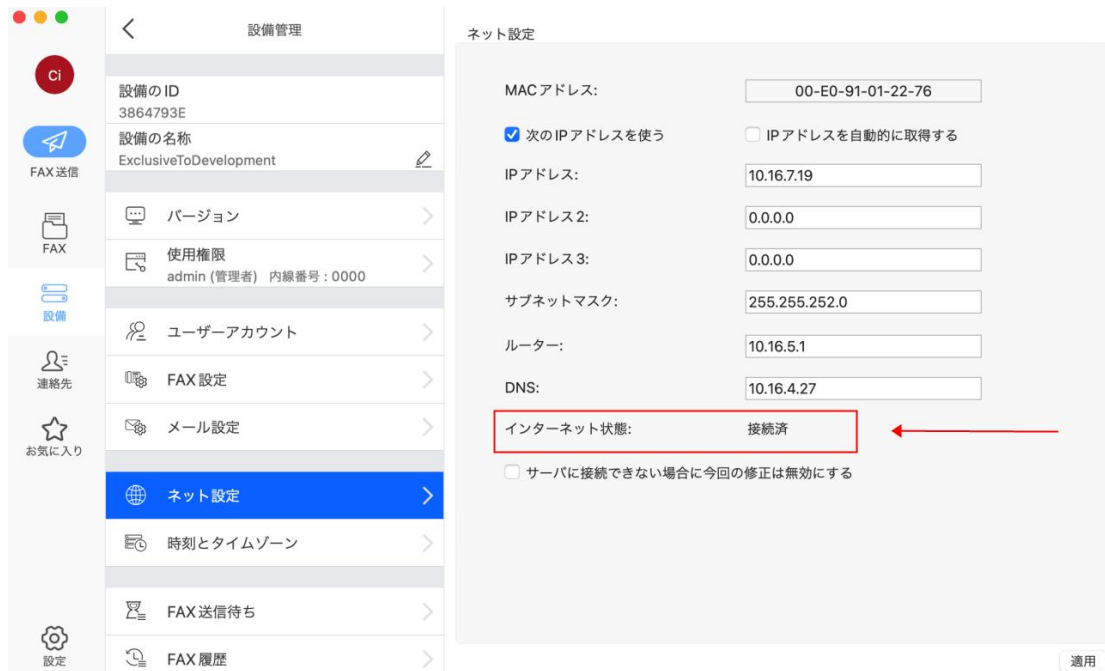 Ci
FAX送信
FAX
設備
連絡先
お気に入り
設定
設備管理
設備のID
3864793E
設備の名称
ExclusiveToDevelopment
バージョン
使用権限
admin (管理者) 内線番号 : 0000
ユーザーアカウント
FAX設定
メール設定
ネット設定
時刻とタイムゾーン
FAX送信待ち
FAX履歴
ネット設定
MACアドレス: 00-E0-91-01-22-76
次のIPアドレスを使う IPアドレスを自動的に取得する
IPアドレス: 10.16.7.19
IPアドレス2: 0.0.0.0
IPアドレス3: 0.0.0.0
サブネットマスク: 255.255.252.0
ルーター: 10.16.5.1
DNS: 10.16.4.27
インターネット状態: 接続済
サーバに接続できない場合に今回の修正は無効にする
適用